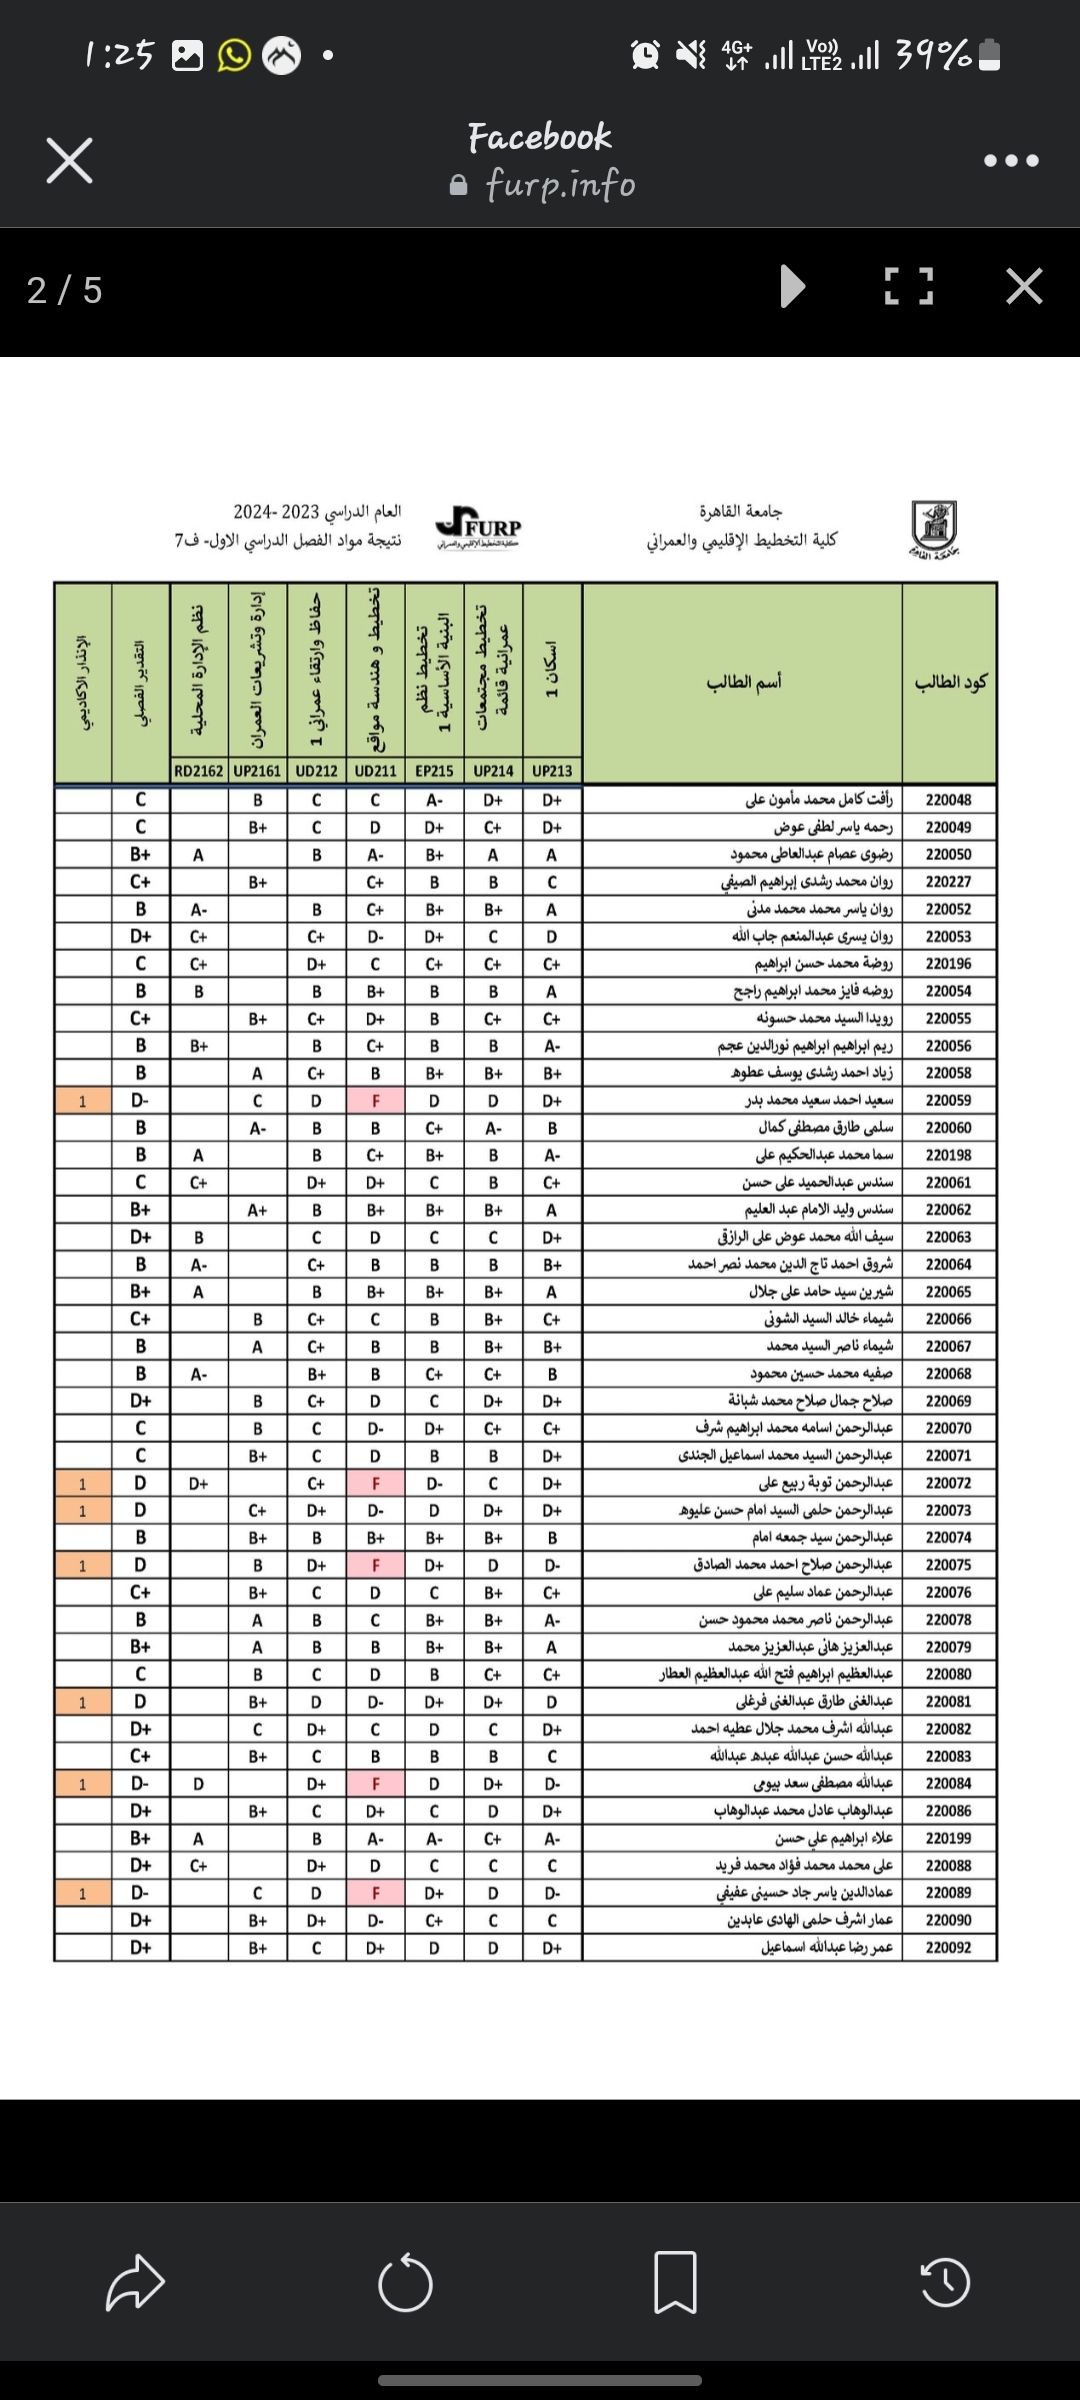 1:25
4G+ Vo)) LTE2 39%
Facebook
furp.info
2 / 5
جامعة القاهرة
كلية التخطيط الإقليمي والعمراني
FURP
العام الدراسي 2023 -2024
نتيجة مواد الفصل الدراسي الاول- ف7
كود الطالب أسم الطالب اسكان 1 تخطيط مجتمعات عمرانية قائمة تخطيط نظم البنية الأساسية 1 تخطيط و هندسة مواقع حفاظ وارتقاء عمراني 1 إدارة وتشريعات العمران نظم الإدارة المحلية التقدير الفصلي الإنذار الاكاديمي
UP213 UP214 EP215 UD211 UD212 UP2161 RD2162
220048 رأفت كامل محمد مأمون على D+ D+ A- C C B C
220049 رحمه ياسر لطفى عوض D+ C+ D+ D C B+ C
220050 رضوى عصام عبدالعاطى محمود A A B+ A- B A B+
220227 روان محمد رشدى إبراهيم الصيفي C B B C+ B+ C+
220052 روان ياسر محمد محمد مدنى A B+ B+ C+ B A- B
220053 روان يسرى عبدالمنعم جاب الله D C D+ D- C+ C+ D+
220196 روضة محمد حسن ابراهيم C+ C+ C+ C D+ C+ C
220054 روضه فايز محمد ابراهيم راجح A B B B+ B B B
220055 رويدا السيد محمد حسونه C+ C+ B D+ C+ B+ C+
220056 ريم ابراهيم ابراهيم نورالدين عجم A- B B C+ B B+ B
220058 زياد احمد رشدى يوسف عطوه B+ B+ B+ B C+ A B
220059 سعيد احمد سعيد محمد بدر D+ D D F D C D- 1
220060 سلمى طارق مصطفى كمال B A- C+ B B A- B
220198 سما محمد عبدالحكيم على A- B B+ C+ B A B
220061 سندس عبدالحميد على حسن C+ B C D+ D+ C+ C
220062 سندس وليد الامام عبد العليم A B+ B+ B+ B A+ B+
220063 سيف الله محمد عوض على الرازقى D+ C C D C B D+
220064 شروق احمد تاج الدين محمد نصر احمد B+ B B B C+ A- B
220065 شيرين سيد حامد على جلال A B+ B+ B+ B A B+
220066 شيماء خالد السيد الشونى C+ B+ B C C+ B C+
220067 شيماء ناصر السيد محمد B+ B+ B B C+ A B
220068 صفيه محمد حسين محمود B C+ C+ B B+ A- B
220069 صلاح جمال صلاح محمد شبانة D+ D+ C D C+ B D+
220070 عبدالرحمن اسامه محمد ابراهيم شرف C+ C+ D+ D- C B C
220071 عبدالرحمن السيد محمد اسماعيل الجندى D+ B B D C B+ C
220072 عبدالرحمن توبة ربيع على D+ C D- F C+ D+ D 1
220073 عبدالرحمن حلمى السيد امام حسن عليوه D+ D+ D D- D+ C+ D 1
220074 عبدالرحمن سيد جمعه امام B B+ B+ B+ B B+ B
220075 عبدالرحمن صلاح احمد محمد الصادق D- D D+ F D+ B D 1
220076 عبدالرحمن عماد سليم على C+ B+ C D C B+ C+
220078 عبدالرحمن ناصر محمد محمود حسن A- B+ B+ C B A B
220079 عبدالعزيز هانى عبدالعزيز محمد A B+ B+ B B A B+
220080 عبدالعظيم ابراهيم فتح الله عبدالعظيم العطار C+ C+ B D C B C
220081 عبدالغنى طارق عبدالغنى فرغلى D D+ D+ D- D B+ D 1
220082 عبدالله اشرف محمد جلال عطيه احمد D+ C D C D+ C D+
220083 عبدالله حسن عبدالله عبده عبدالله C B B B C B+ C+
220084 عبدالله مصطفى سعد بيومى D- D+ D F D+ D D- 1
220086 عبدالوهاب عادل محمد عبدالوهاب D+ D C D+ C B+ D+
220199 علاء ابراهيم علي حسن A- C+ A- A- B A B+
220088 على محمد محمد فؤاد محمد فريد C C C D D+ C+ D+
220089 عمادالدين ياسر جاد حسينى عفيفي D- D D+ F D C D- 1
220090 عمار اشرف حلمى الهادى عابدين C C C+ D- D+ B+ D+
220092 عمر رضا عبدالله اسماعيل D+ D D D+ C B+ D+